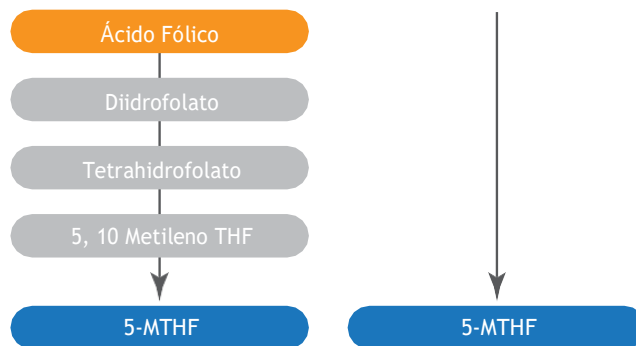 Ácido Fólico
Diidrofolato
Tetrahidrofolato
5, 10 Metileno THF
5-MTHF
5-MTHF